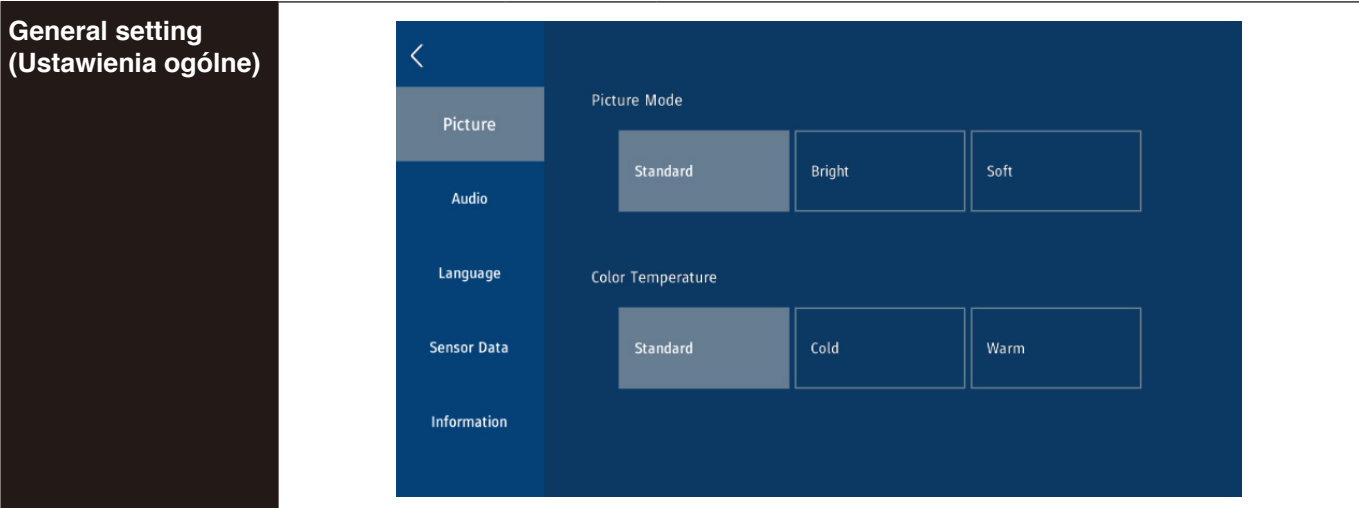 General setting
(Ustawienia ogólne)
Picture
Audio
Language
Sensor Data
Information
Picture Mode
Standard Bright Soft
Color Temperature
Standard Cold Warm